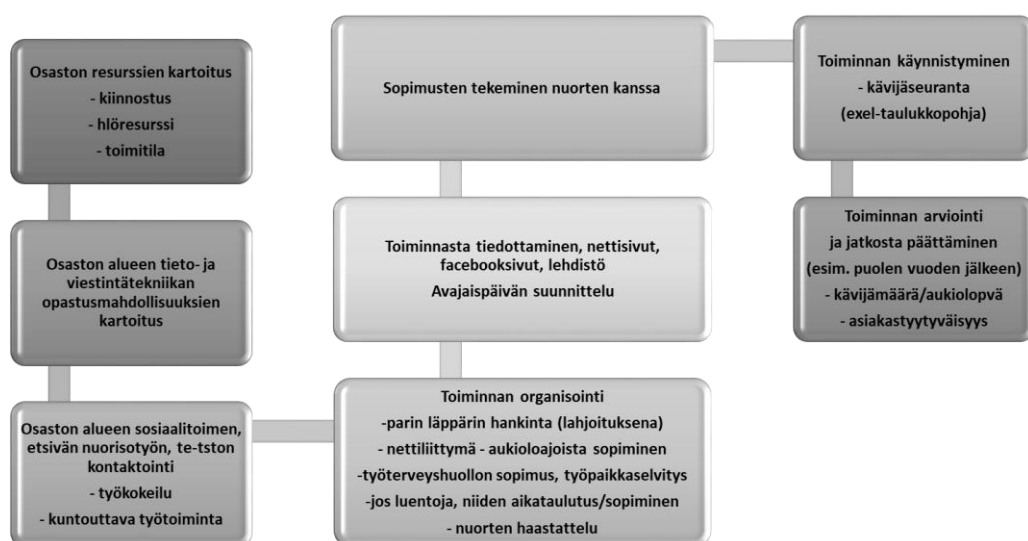 Osaston resurssien kartoitus
- kiinnostus
- hlöresurssi
- toimitila
Osaston alueen tieto- ja
viestintätekniikan
opastusmahdollisuuksien
kartoitus
Osaston alueen sosiaalitoimen,
etsivän nuorisotyön, te-tston
kontaktointi
- työkokeilu
- kuntouttava työtoiminta
Toiminnan organisointi
-parin läppärin hankinta (lahjoituksena)
- nettiliittymä - aukioloajoista sopiminen
-työterveyshuollon sopimus, työpaikkaselvitys
-jos luentoja, niiden aikataulutus/sopiminen
- nuorten haastattelu
Toiminnasta tiedottaminen, nettisivut,
facebooksivut, lehdistö
Avajaispäivän suunnittelu
Sopimusten tekeminen nuorten kanssa
Toiminnan käynnistyminen
- kävijäseuranta
(exel-taulukkopohja)
Toiminnan arviointi
ja jatkosta päättäminen
(esim. puolen vuoden jälkeen)
- kävijämäärä/aukiolopvä
- asiakastyytyväisyys